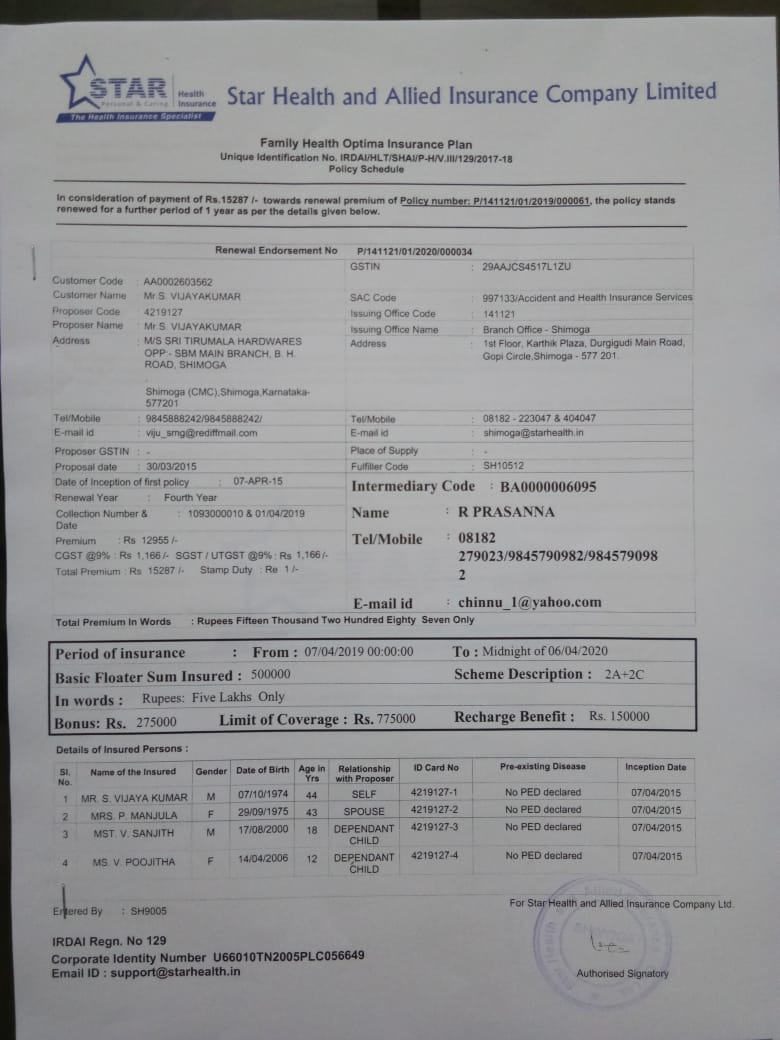 STAR Health Insurance
Personal & Caring
The Health Insurance Specialist
Star Health and Allied Insurance Company Limited
Family Health Optima Insurance Plan
Unique Identification No. IRDAI/HLT/SHAI/P-H/V.III/129/2017-18
Policy Schedule
In consideration of payment of Rs.15287 /- towards renewal premium of Policy number: P/141121/01/2019/000061, the policy stands
renewed for a further period of 1 year as per the details given below.
Renewal Endorsement No P/141121/01/2020/000034
GSTIN : 29AAJCS4517L1ZU
Customer Code : AA0002603562
Customer Name : Mr.S. VIJAYAKUMAR SAC Code : 997133/Accident and Health Insurance Services
Proposer Code : 4219127 Issuing Office Code : 141121
Proposer Name : Mr.S. VIJAYAKUMAR Issuing Office Name : Branch Office - Shimoga
Address : M/S SRI TIRUMALA HARDWARES Address : 1st Floor, Karthik Plaza, Durgigudi Main Road,
OPP:- SBM MAIN BRANCH, B. H. Gopi Circle,Shimoga - 577 201.
ROAD, SHIMOGA
.
Shimoga (CMC),Shimoga,Karnataka-
577201
Tel/Mobile : 9845888242/9845888242/ Tel/Mobile : 08182 - 223047 & 404047
E-mail id : viju_smg@rediffmail.com E-mail id : shimoga@starhealth.in
Proposer GSTIN : - Place of Supply : -
Proposal date : 30/03/2015 Fulfiller Code : SH10512
Date of Inception of first policy : 07-APR-15 Intermediary Code : BA0000006095
Renewal Year : Fourth Year
Collection Number & : 1093000010 & 01/04/2019 Name : R PRASANNA
Date
Premium : Rs 12955 /- Tel/Mobile : 08182
CGST @9% : Rs 1,166/- SGST / UTGST @9% : Rs 1,166/- 279023/9845790982/984579098
Total Premium : Rs 15287 /- Stamp Duty : Re 1/- 2
E-mail id : chinnu_1@yahoo.com
Total Premium In Words : Rupees Fifteen Thousand Two Hundred Eighty Seven Only
Period of insurance : From : 07/04/2019 00:00:00 To : Midnight of 06/04/2020
Basic Floater Sum Insured : 500000 Scheme Description : 2A+2C
In words : Rupees: Five Lakhs Only
Bonus: Rs. 275000 Limit of Coverage : Rs. 775000 Recharge Benefit : Rs. 150000
Details of Insured Persons :
Sl. No. Name of the Insured Gender Date of Birth Age in Yrs Relationship with Proposer ID Card No Pre-existing Disease Inception Date
1 MR. S. VIJAYA KUMAR M 07/10/1974 44 SELF 4219127-1 No PED declared 07/04/2015
2 MRS. P. MANJULA F 29/09/1975 43 SPOUSE 4219127-2 No PED declared 07/04/2015
3 MST. V. SANJITH M 17/08/2000 18 DEPENDANT CHILD 4219127-3 No PED declared 07/04/2015
4 MS. V. POOJITHA F 14/04/2006 12 DEPENDANT CHILD 4219127-4 No PED declared 07/04/2015
Entered By : SH9005 For Star Health and Allied Insurance Company Ltd.
IRDAI Regn. No 129
Corporate Identity Number U66010TN2005PLC056649
Email ID : support@starhealth.in Authorised Signatory